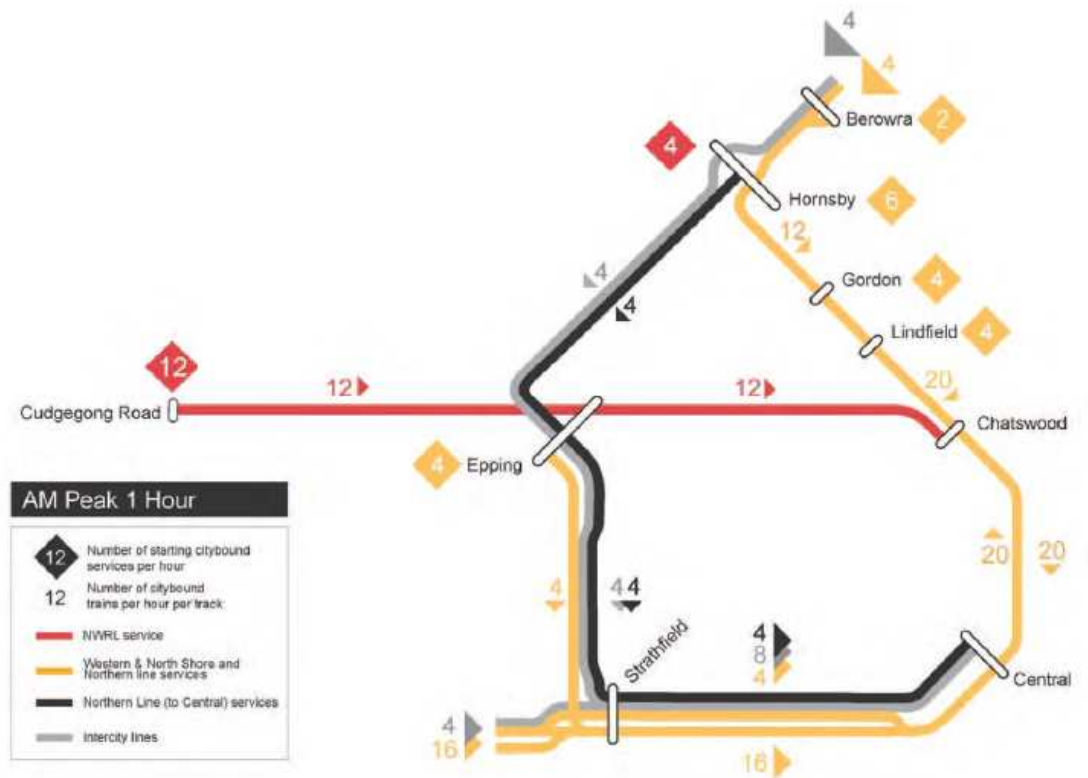 4
4
Berowra 2
4
Hornsby 6
12
4
Gordon 4
4
Lindfield 4
12
12
12
20
Cudgegong Road
Chatswood
4 Epping
AM Peak 1 Hour
12 Number of starting citybound
services per hour
12 Number of citybound
trains per hour per track
NWRL service
Western & North Shore and
Northern line services
Northern Line (to Central) services
Intercity lines
20
20
4
4 4
Strathfield
4
8
4
Central
4
16
16